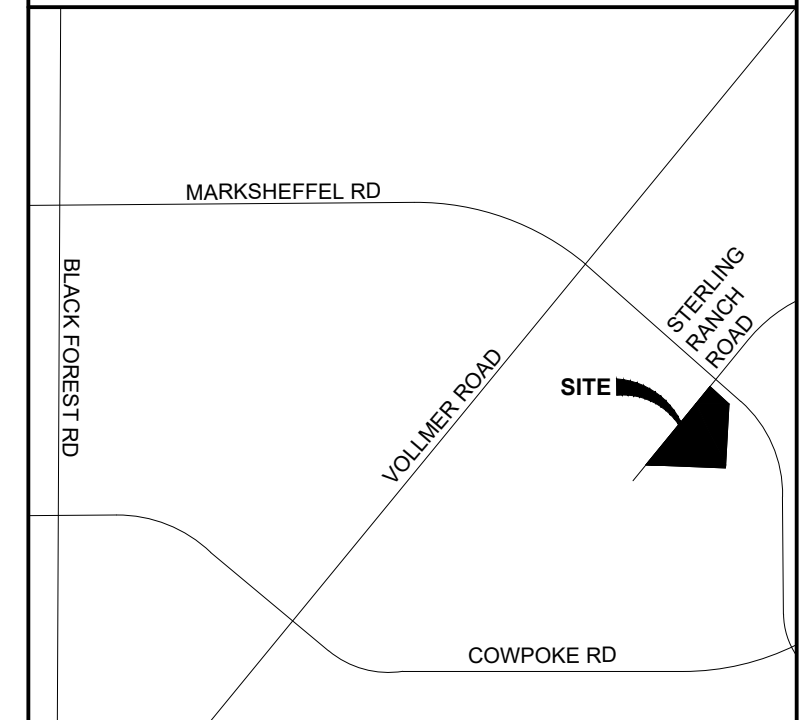 MARKSHEFFEL RD
BLACK FOREST RD
STERLING
RANCH
ROAD
VOLLMER ROAD
SITE
COWPOKE RD